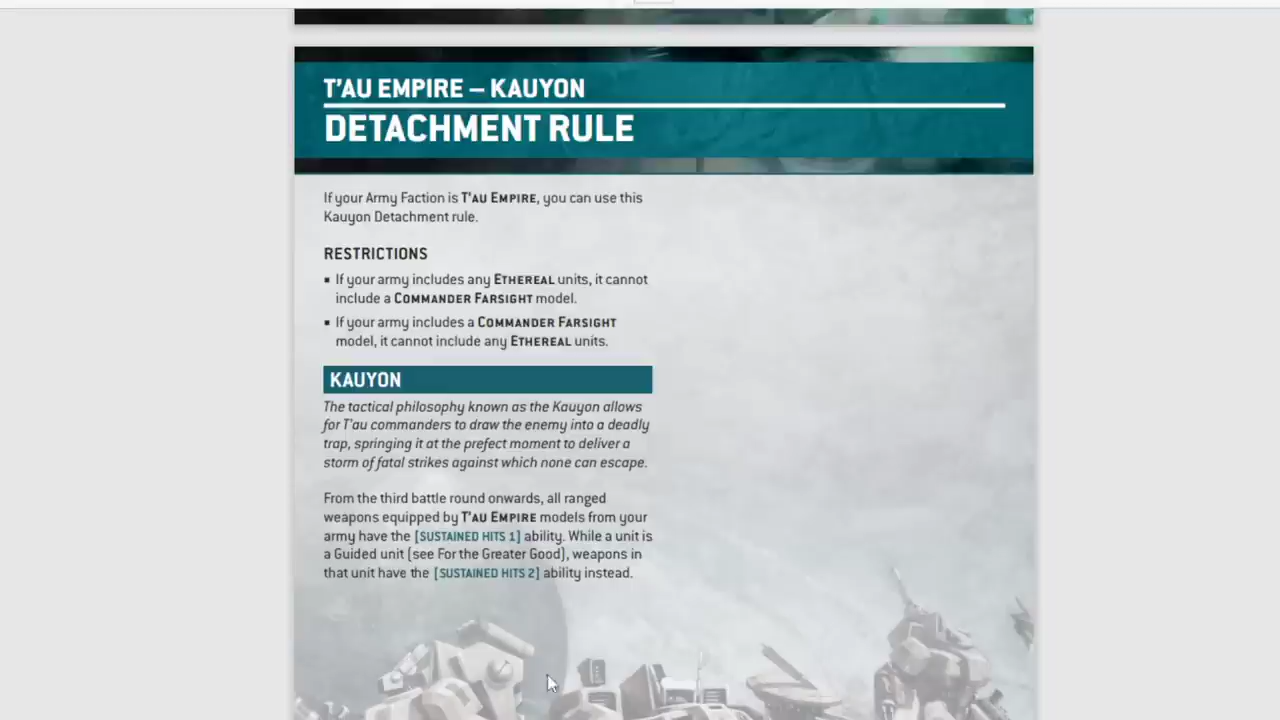 T'AU EMPIRE – KAUYON
DETACHMENT RULE
If your Army Faction is T'AU EMPIRE, you can use this
Kauyon Detachment rule.
RESTRICTIONS
▪ If your army includes any ETHEREAL units, it cannot
include a COMMANDER FARSIGHT model.
▪ If your army includes a COMMANDER FARSIGHT
model, it cannot include any ETHEREAL units.
KAUYON
The tactical philosophy known as the Kauyon allows
for T'au commanders to draw the enemy into a deadly
trap, springing it at the prefect moment to deliver a
storm of fatal strikes against which none can escape.
From the third battle round onwards, all ranged
weapons equipped by T'AU EMPIRE models from your
army have the [SUSTAINED HITS 1] ability. While a unit is
a Guided unit (see For the Greater Good), weapons in
that unit have the [SUSTAINED HITS 2] ability instead.